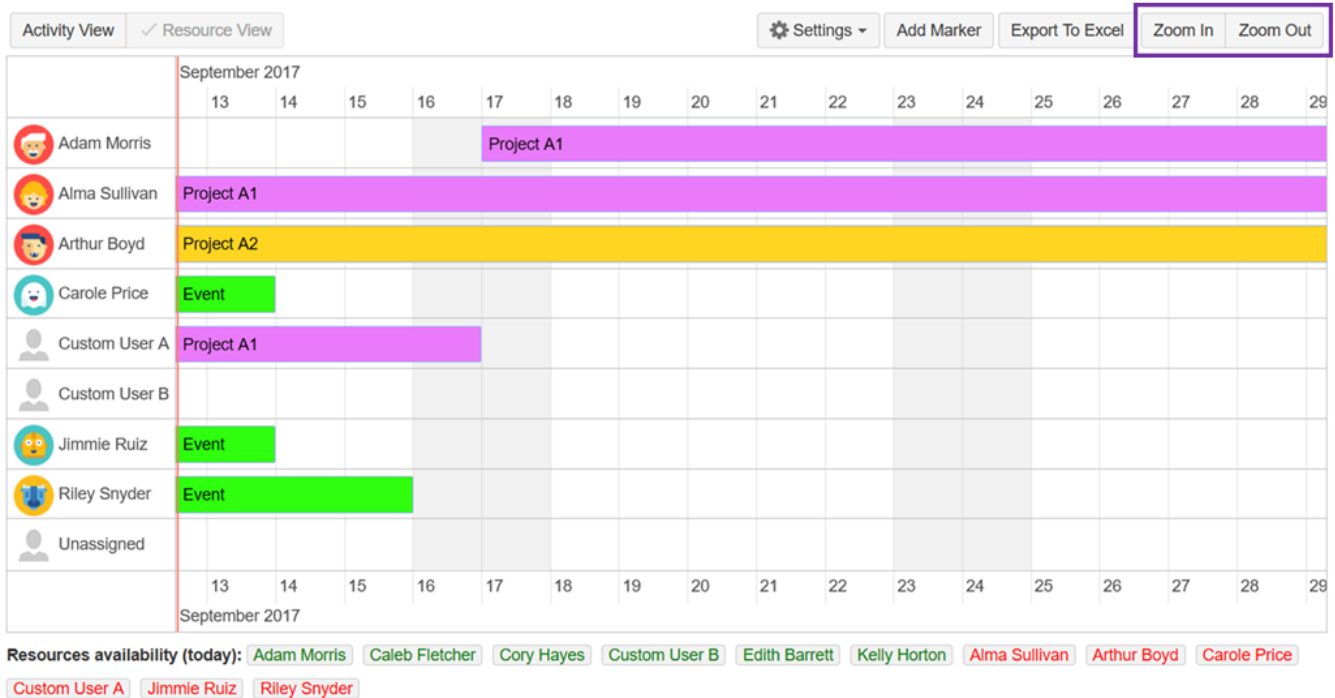 Activity View Resource View Settings Add Marker Export To Excel Zoom In Zoom Out
September 2017
13 14 15 16 17 18 19 20 21 22 23 24 25 26 27 28 29
Adam Morris Project A1
Alma Sullivan Project A1
Arthur Boyd Project A2
Carole Price Event
Custom User A Project A1
Custom User B
Jimmie Ruiz Event
Riley Snyder Event
Unassigned
13 14 15 16 17 18 19 20 21 22 23 24 25 26 27 28 29
September 2017
Resources availability (today): Adam Morris Caleb Fletcher Cory Hayes Custom User B Edith Barrett Kelly Horton Alma Sullivan Arthur Boyd Carole Price
Custom User A Jimmie Ruiz Riley Snyder